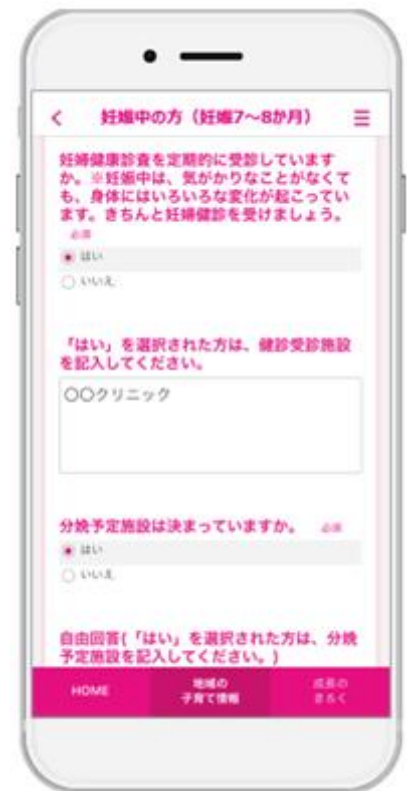 妊娠中の方（妊娠7～8か月）
妊婦健康診査を定期的に受診しています
か。※妊娠中は、気がかりなことがなくて
も、身体にはいろいろな変化が起こってい
ます。きちんと妊婦健診を受けましょう。
必須
はい
いいえ
「はい」を選択された方は、健診受診施設
を記入してください。
〇〇クリニック
分娩予定施設は決まっていますか。 必須
はい
いいえ
自由回答(「はい」を選択された方は、分娩
予定施設を記入してください。)
HOME
地域の
子育て情報
成長の
きろく